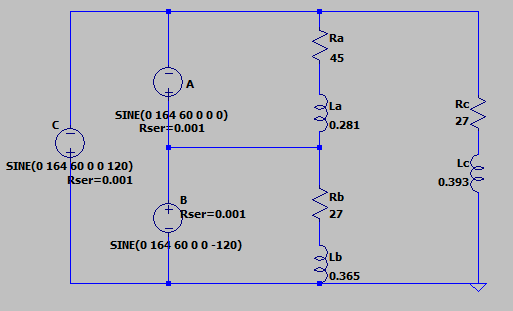 Ra
45
A
SINE(0 164 60 0 0 0)
Rser=0.001
La
0.281
Rc
27
C
SINE(0 164 60 0 0 120)
Rser=0.001
Lc
0.393
B
Rser=0.001
Rb
27
SINE(0 164 60 0 0 -120)
Lb
0.365